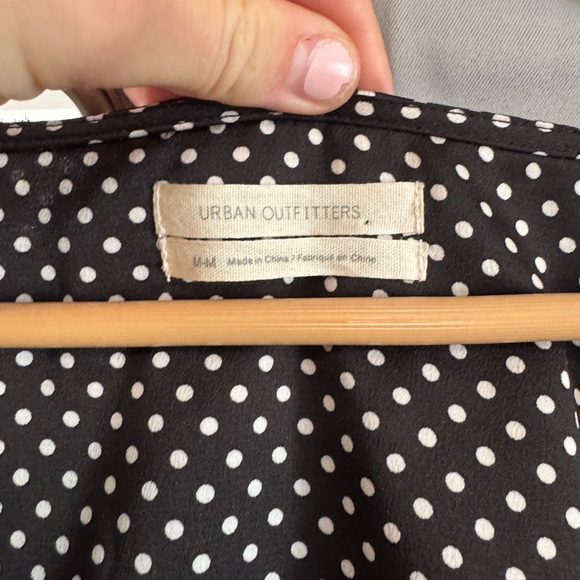 URBAN OUTFITTERS
M-M Made in China / Fabriqué en Chine